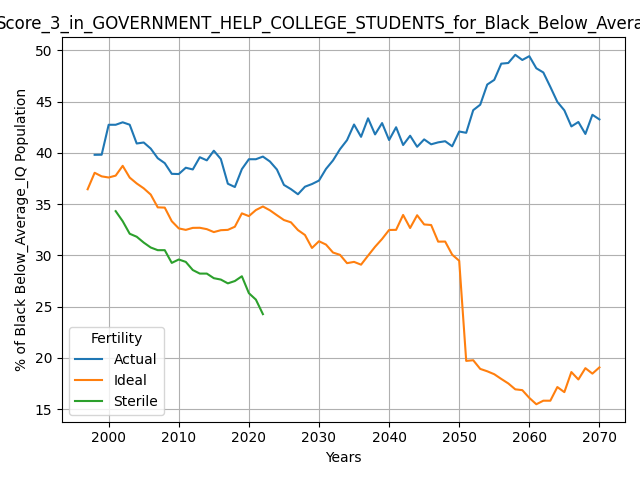 Score_3_in_GOVERNMENT_HELP_COLLEGE_STUDENTS_for_Black_Below_Avera
% of Black Below_Average_IQ Population
50
45
40
35
30
25
20
15
Fertility
Actual
Ideal
Sterile
2000 2010 2020 2030 2040 2050 2060 2070
Years